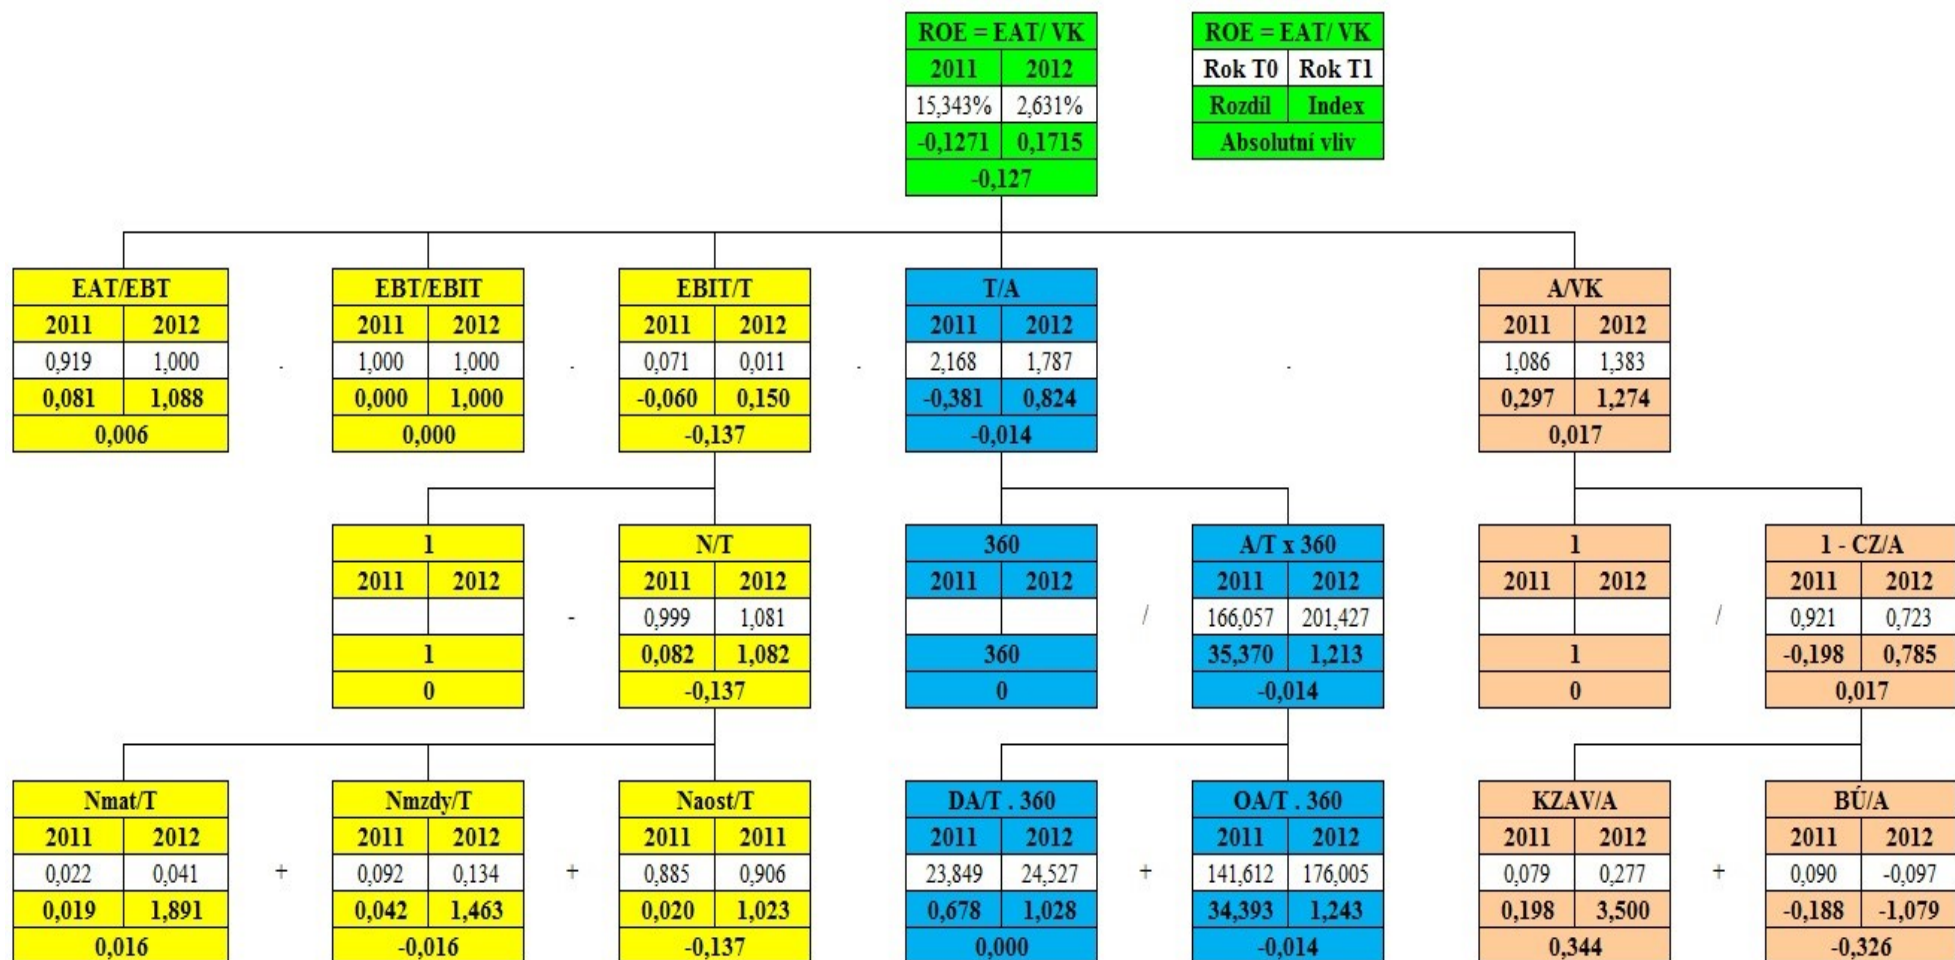 ROE = EAT/ VK ROE = EAT/ VK
2011 2012 Rok T0 Rok T1
15,343% 2,631% Rozdíl Index
-0,1271 0,1715 Absolutní vliv
-0,127
EAT/EBT EBT/EBIT EBIT/T T/A A/VK
2011 2012 2011 2012 2011 2012 2011 2012 2011 2012
0,919 1,000 . 1,000 1,000 . 0,071 0,011 . 2,168 1,787 . 1,086 1,383
0,081 1,088 0,000 1,000 -0,060 0,150 -0,381 0,824 0,297 1,274
0,006 0,000 -0,137 -0,014 0,017
1 N/T 360 A/T x 360 1 1 - CZ/A
2011 2012 2011 2012 2011 2012 2011 2012 2011 2012 2011 2012
- 0,999 1,081 / 166,057 201,427 / 0,921 0,723
1 0,082 1,082 360 35,370 1,213 1 -0,198 0,785
0 -0,137 0 -0,014 0 0,017
Nmat/T Nmzdy/T Naost/T DA/T . 360 OA/T . 360 KZAV/A BÚ/A
2011 2012 2011 2012 2011 2011 2011 2012 2011 2012 2011 2012 2011 2012
0,022 0,041 + 0,092 0,134 + 0,885 0,906 23,849 24,527 + 141,612 176,005 0,079 0,277 + 0,090 -0,097
0,019 1,891 0,042 1,463 0,020 1,023 0,678 1,028 34,393 1,243 0,198 3,500 -0,188 -1,079
0,016 -0,016 -0,137 0,000 -0,014 0,344 -0,326